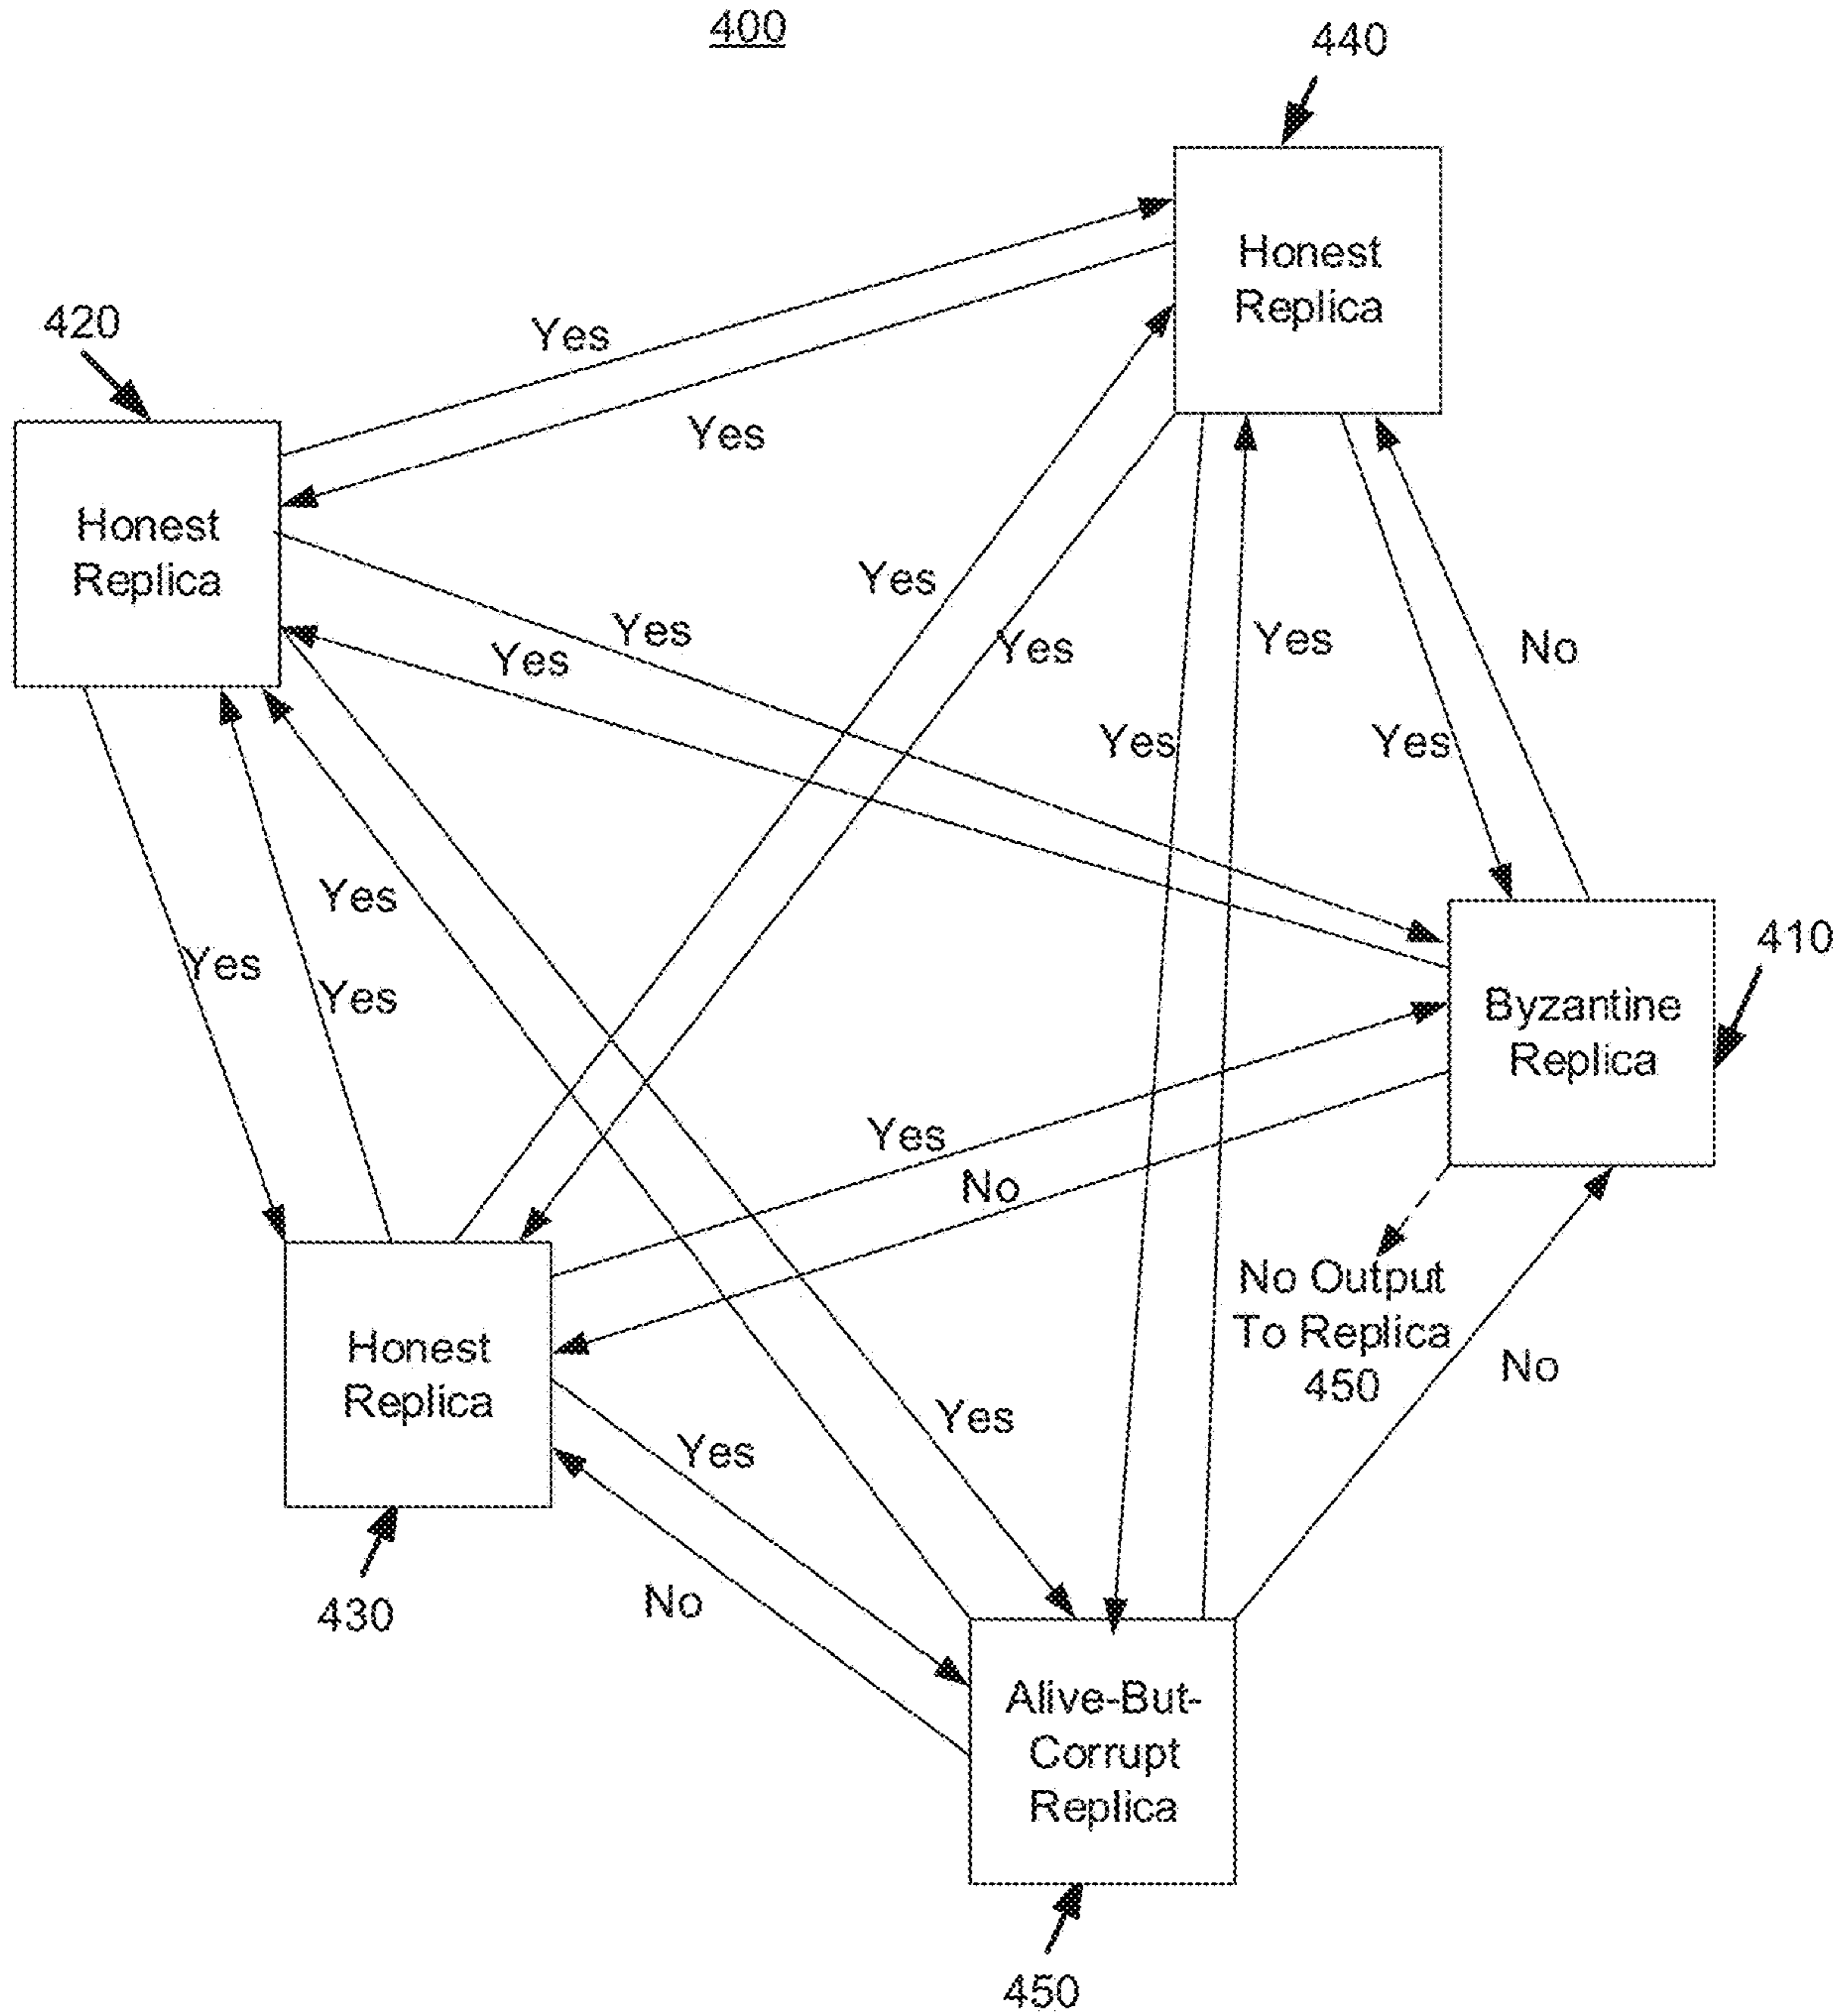 400
440
Honest
Replica
420
Yes
Yes
Honest
Replica
Yes
Yes
Yes
Yes
Yes
Yes
No
Yes
Yes
Yes
Yes
Yes
410
Byzantine
Replica
Yes
No
No Output
To Replica
450
No
Honest
Replica
Yes
Yes
No
430
Alive-But-
Corrupt
Replica
450